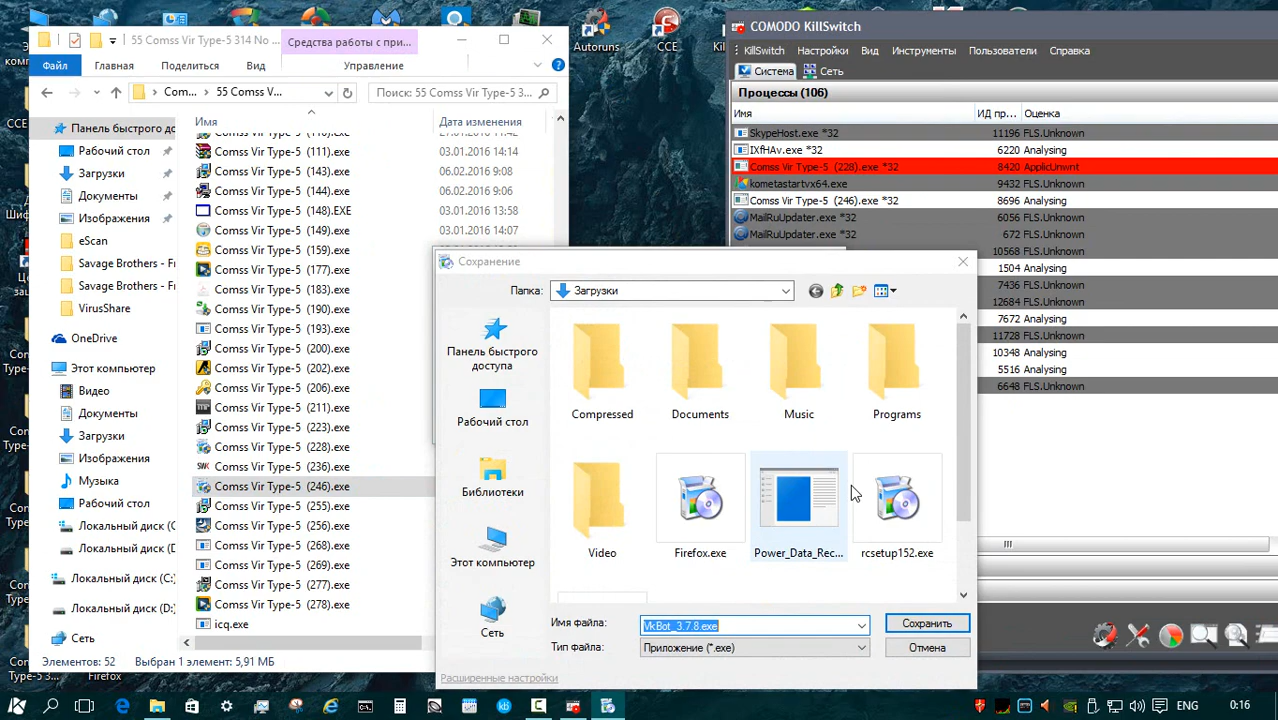 55 Comss Vir Type-5 314 No ...
Средства работы с при...
Файл
Главная
Поделиться
Вид
Управление
Com...
55 Comss V...
Поиск: 55 Comss Vir Type-5 3...
Имя
Дата изменения
Панель быстрого до
Рабочий стол
Загрузки
Документы
Изображения
eScan
Savage Brothers - Fr
Savage Brothers - Fr
VirusShare
OneDrive
Этот компьютер
Видео
Документы
Загрузки
Изображения
Музыка
Рабочий стол
Локальный диск (C:)
Локальный диск (D:)
Сеть
Comss Vir Type-5 (111).exe
03.01.2016 14:14
Comss Vir Type-5 (143).exe
06.02.2016 9:08
Comss Vir Type-5 (144).exe
06.02.2016 9:06
Comss Vir Type-5 (148).EXE
03.01.2016 13:58
Comss Vir Type-5 (149).exe
03.01.2016 14:07
Comss Vir Type-5 (159).exe
Comss Vir Type-5 (177).exe
Comss Vir Type-5 (183).exe
Comss Vir Type-5 (190).exe
Comss Vir Type-5 (193).exe
Comss Vir Type-5 (200).exe
Comss Vir Type-5 (202).exe
Comss Vir Type-5 (206).exe
Comss Vir Type-5 (211).exe
Comss Vir Type-5 (223).exe
Comss Vir Type-5 (228).exe
Comss Vir Type-5 (236).exe
Comss Vir Type-5 (246).exe
Comss Vir Type-5 (255).exe
Comss Vir Type-5 (256).exe
Comss Vir Type-5 (268).exe
Comss Vir Type-5 (269).exe
Comss Vir Type-5 (277).exe
Comss Vir Type-5 (278).exe
icq.exe
Элементов: 52
Выбран 1 элемент: 5,91 МБ
Firefox
Autoruns
CCE
COMODO KillSwitch
KillSwitch
Настройки
Вид
Инструменты
Пользователи
Справка
Система
Сеть
Процессы (106)
Имя
ИД пр...
Оценка
SkypeHost.exe *32
11196
FLS.Unknown
IXfHAv.exe *32
6220
Analysing
Comss Vir Type-5 (228).exe *32
8420
ApplicUnwnt
kometastartvx64.exe
9432
FLS.Unknown
Comss Vir Type-5 (246).exe *32
8696
Analysing
MailRuUpdater.exe *32
6056
FLS.Unknown
MailRuUpdater.exe *32
672
FLS.Unknown
10568
FLS.Unknown
1504
Analysing
7436
FLS.Unknown
12684
FLS.Unknown
7672
Analysing
11728
FLS.Unknown
10348
Analysing
5516
Analysing
6648
FLS.Unknown
Сохранение
Папка:
Загрузки
Панель быстрого доступа
Рабочий стол
Библиотеки
Этот компьютер
Сеть
Compressed
Documents
Music
Programs
Video
Firefox.exe
Power_Data_Rec...
rcsetup152.exe
Имя файла:
VkBot_3.7.8.exe
Сохранить
Тип файла:
Приложение (*.exe)
Отмена
Расширенные настройки
ENG
0:16